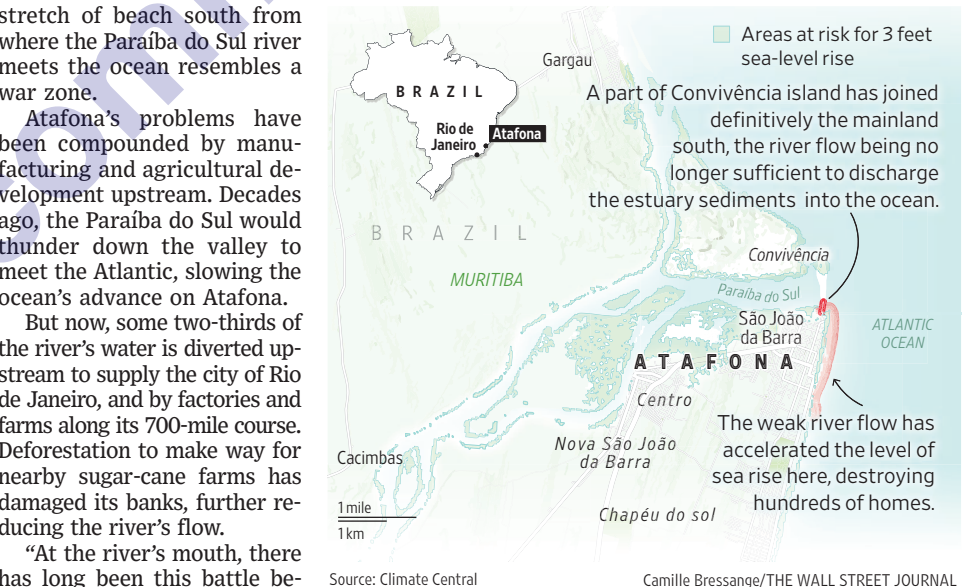 stretch of beach south from
where the Paraíba do Sul river
meets the ocean resembles a
war zone.
Atafona's problems have
been compounded by manu-
facturing and agricultural de-
velopment upstream. Decades
ago, the Paraíba do Sul would
thunder down the valley to
meet the Atlantic, slowing the
ocean's advance on Atafona.
But now, some two-thirds of
the river's water is diverted up-
stream to supply the city of Rio
de Janeiro, and by factories and
farms along its 700-mile course.
Deforestation to make way for
nearby sugar-cane farms has
damaged its banks, further re-
ducing the river's flow.
"At the river's mouth, there
has long been this battle be-
Areas at risk for 3 feet
sea-level rise
Gargau
BRAZIL
Rio de
Janeiro
Atafona
A part of Convivência island has joined
definitively the mainland
south, the river flow being no
longer sufficient to discharge
the estuary sediments into the ocean.
BRAZIL
MURITIBA
Convivência
Paraíba do Sul
São João
da Barra
ATLANTIC
OCEAN
ATAFONA
Centro
Nova São João
da Barra
Cacimbas
The weak river flow has
accelerated the level of
sea rise here, destroying
hundreds of homes.
Chapéu do sol
1 mile
1 km
Source: Climate Central
Camille Bressange/THE WALL STREET JOURNAL